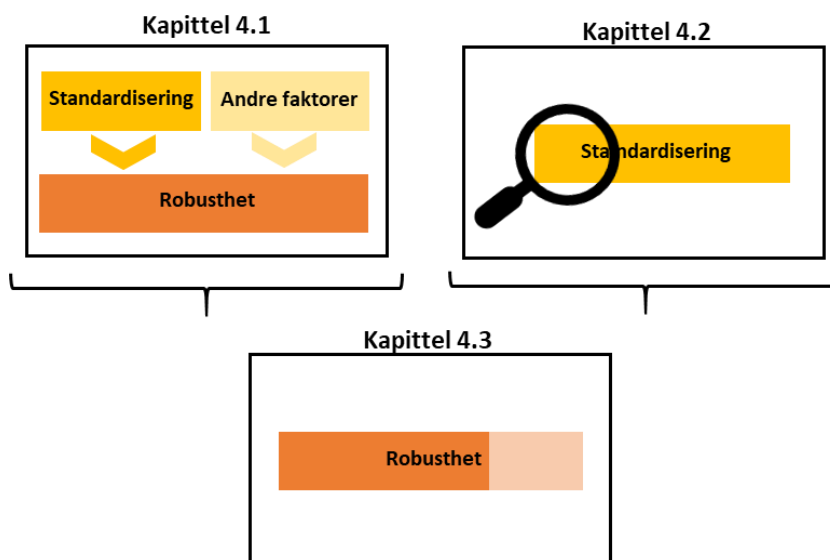 Kapittel 4.1
Standardisering
Andre faktorer
Robusthet
Kapittel 4.2
Standardisering
Kapittel 4.3
Robusthet